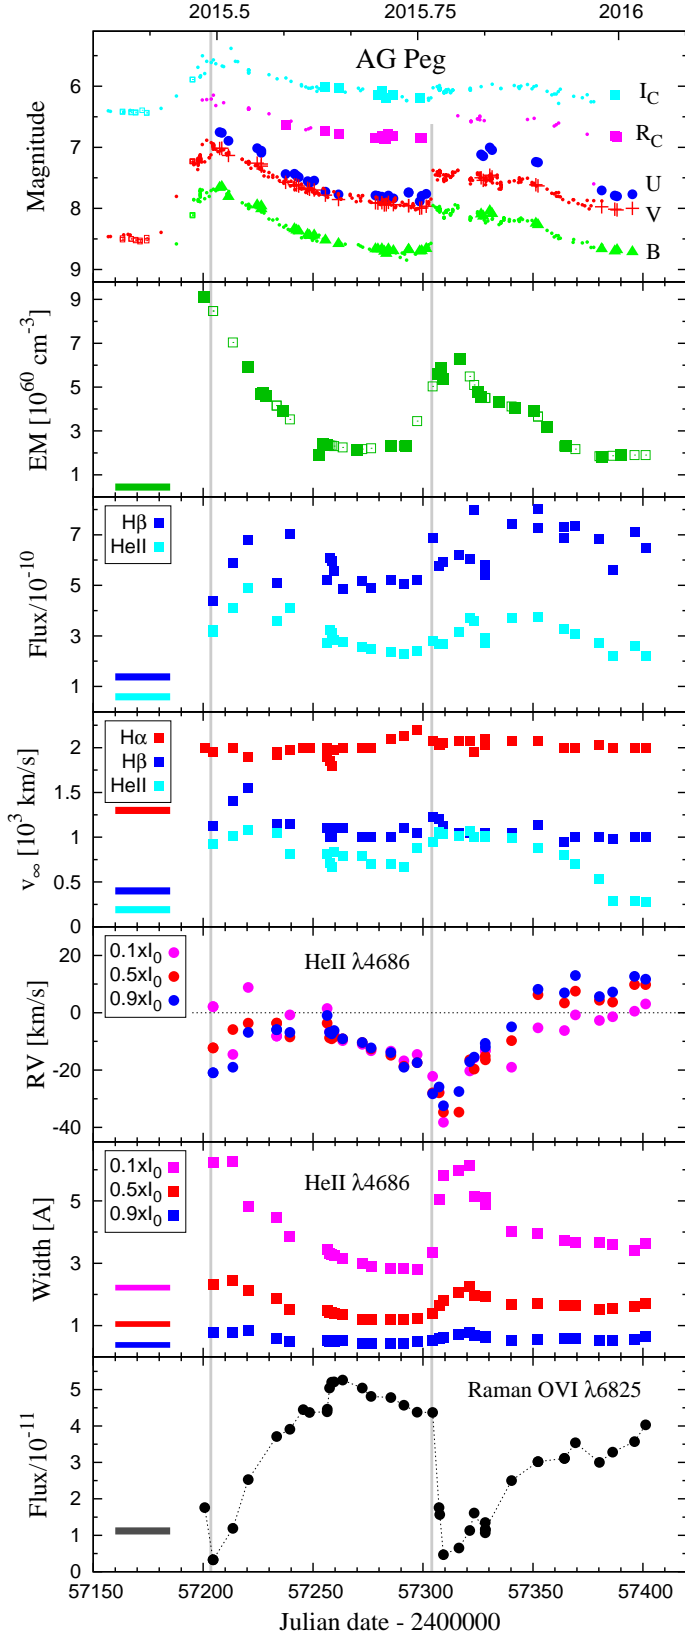 2015.5 2015.75 2016
AG Peg
Magnitude
6
7
8
9
I_C
R_C
U
V
B
EM [10^60 cm^-3]
9
7
5
3
1
Hβ
HeII
Flux/10^-10
7
5
3
1
Hα
Hβ
HeII
v_∞ [10^3 km/s]
2
1.5
1
0.5
0
0.1xI_0
0.5xI_0
0.9xI_0
HeII λ4686
RV [km/s]
20
0
-20
-40
0.1xI_0
0.5xI_0
0.9xI_0
HeII λ4686
Width [A]
5
3
1
Raman OVI λ6825
Flux/10^-11
5
4
3
2
1
0
57150 57200 57250 57300 57350 57400
Julian date - 2400000